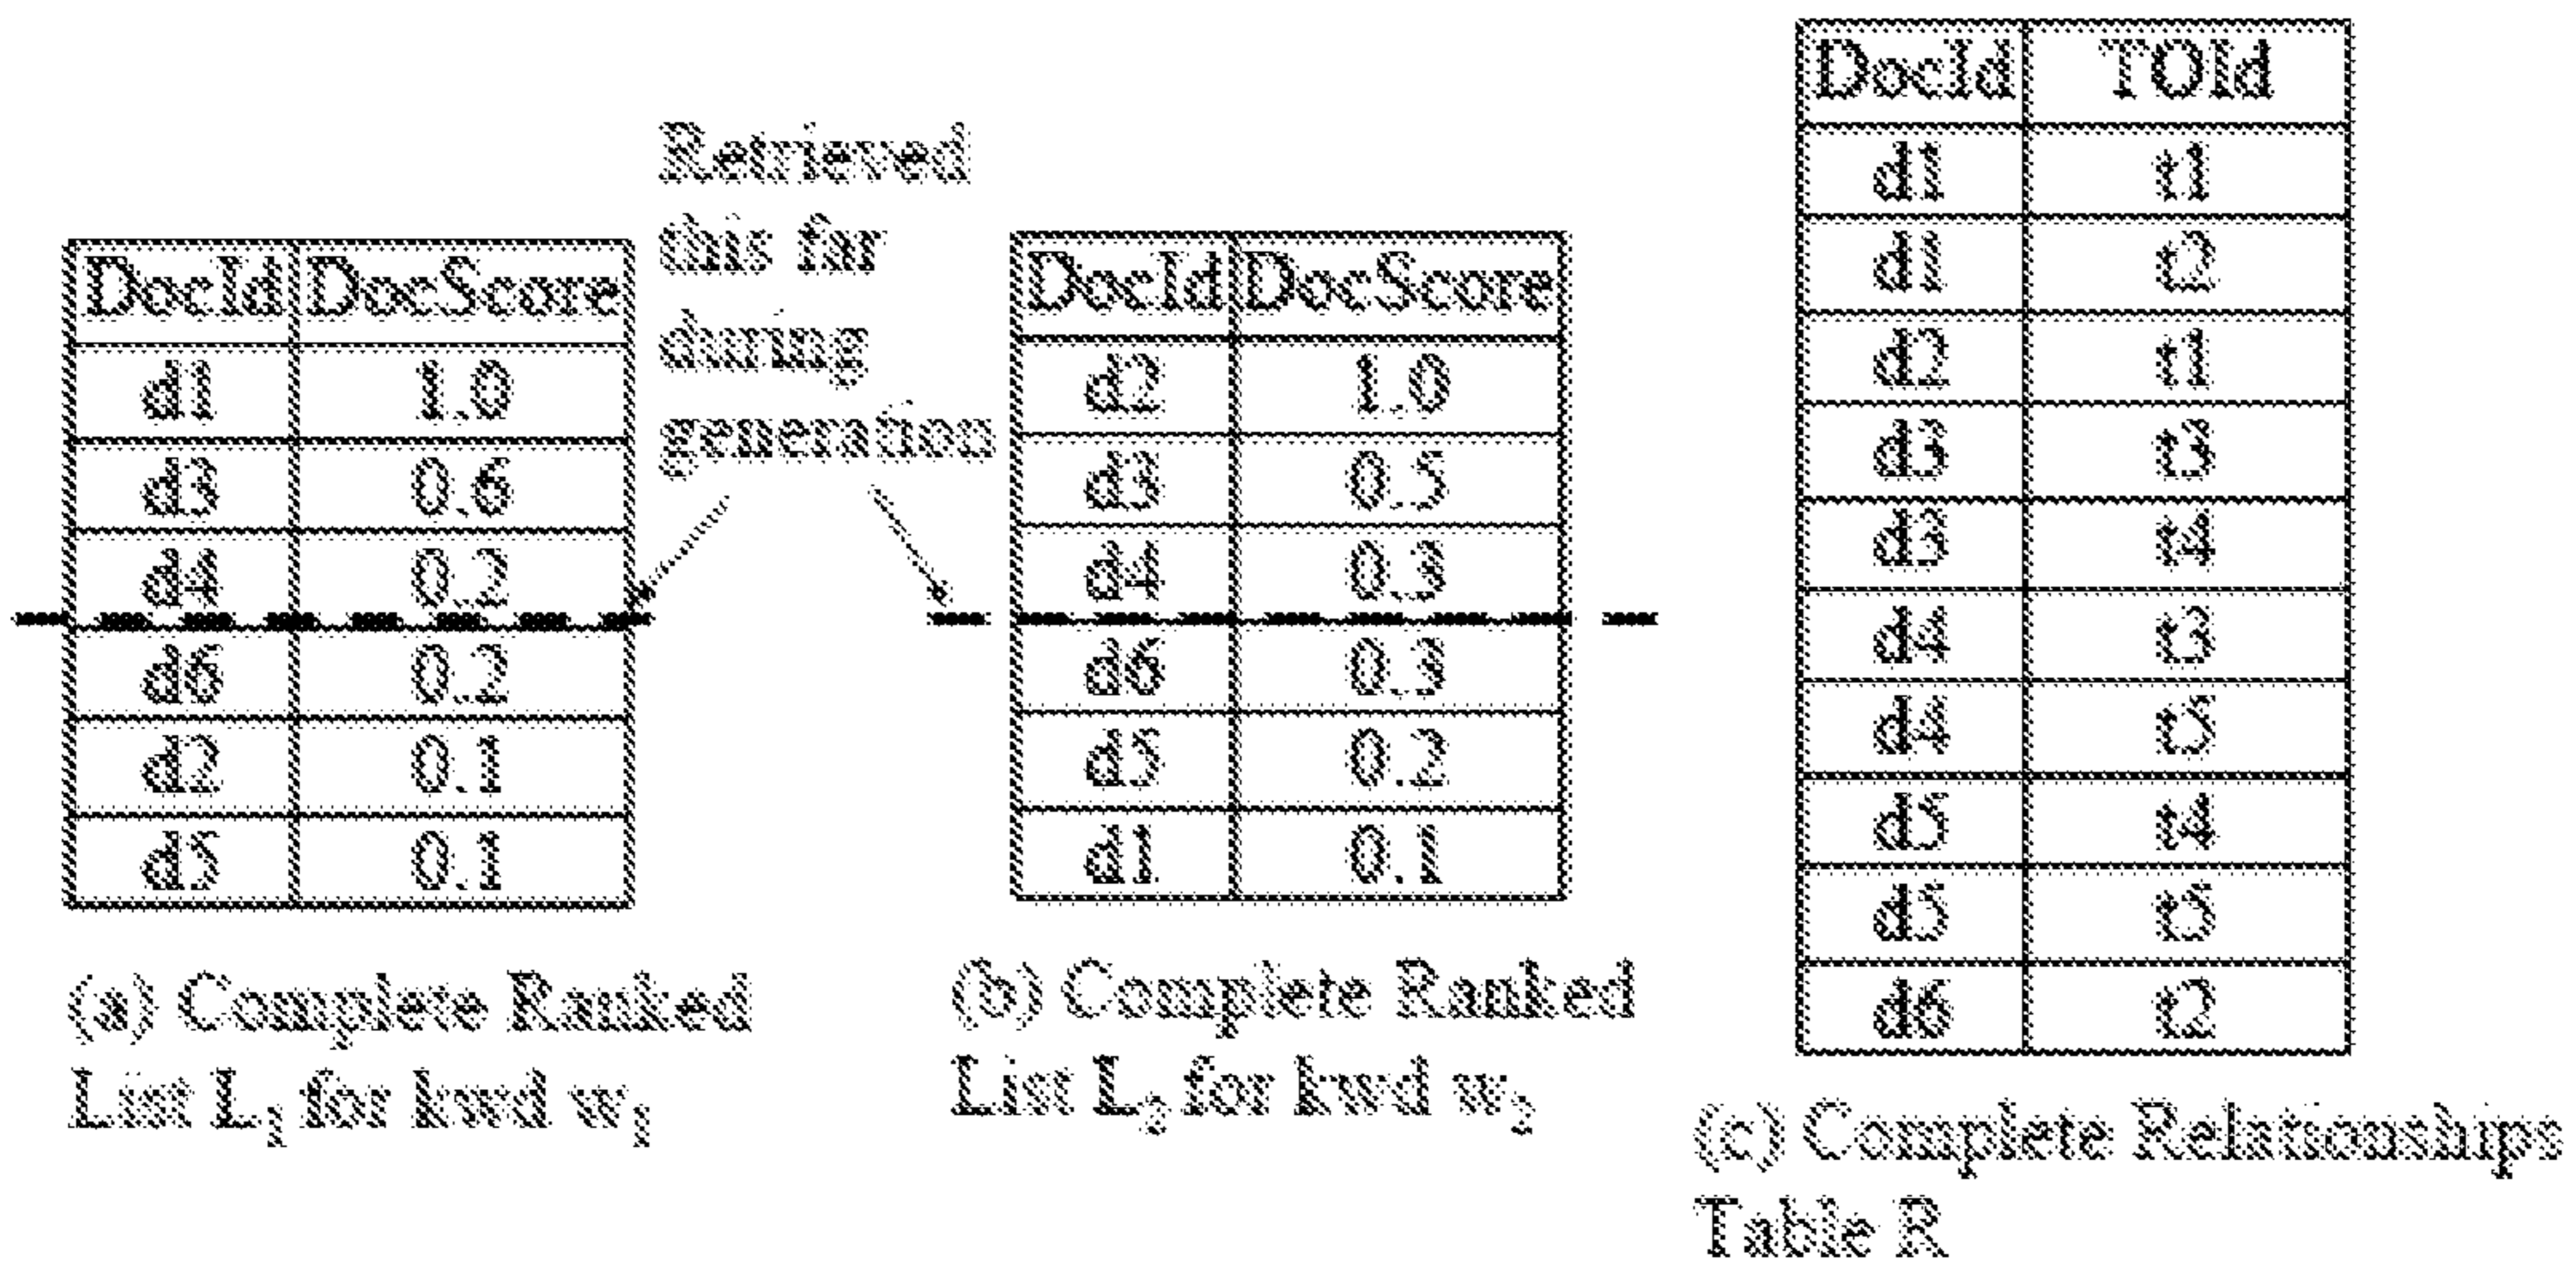 DocId DocScore
d1 1.0
d3 0.6
d4 0.2
d6 0.2
d2 0.1
d5 0.1
(a) Complete Ranked
List L1 for kwd w1
Retrieved
this far
during
generation
DocId DocScore
d2 1.0
d3 0.5
d4 0.3
d6 0.3
d5 0.2
d1 0.1
(b) Complete Ranked
List L2 for kwd w2
DocId TOId
d1 t1
d1 t2
d2 t1
d3 t3
d3 t4
d4 t3
d4 t5
d5 t4
d5 t5
d6 t2
(c) Complete Relationships
Table R